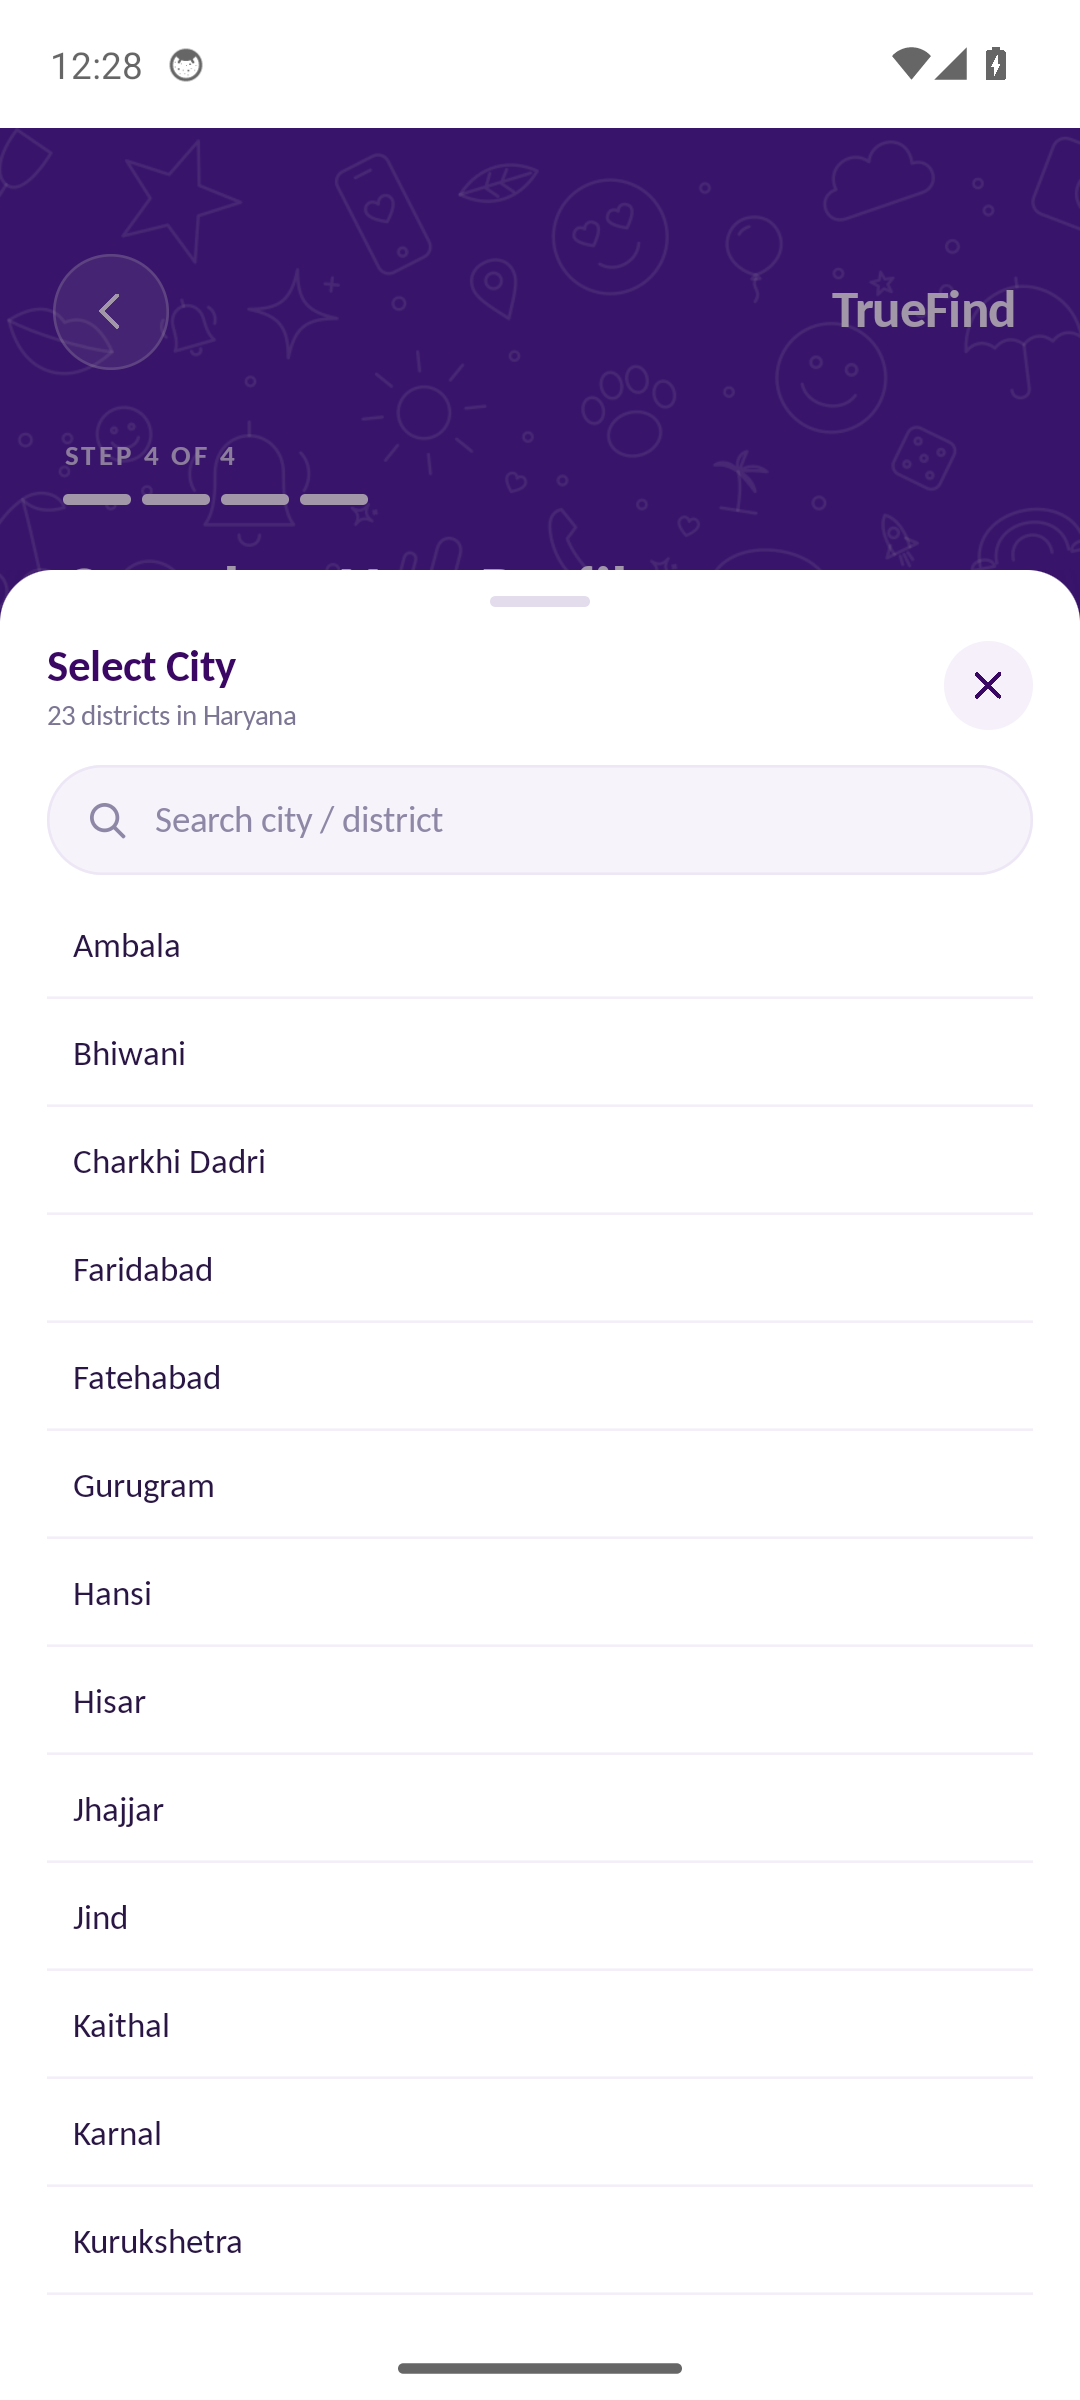 12:28
TrueFind
STEP 4 OF 4
Select City
23 districts in Haryana
Search city / district
Ambala
Bhiwani
Charkhi Dadri
Faridabad
Fatehabad
Gurugram
Hansi
Hisar
Jhajjar
Jind
Kaithal
Karnal
Kurukshetra